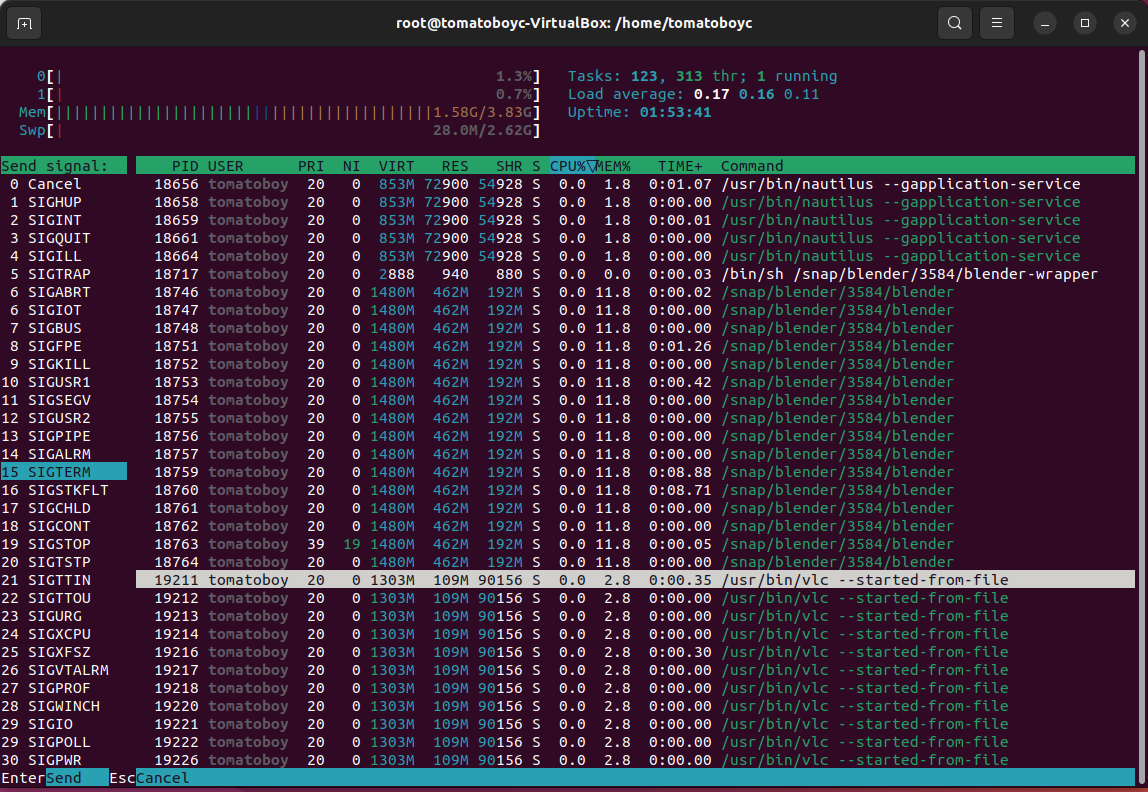 root@tomatoboyc-VirtualBox: /home/tomatoboyc
0[| 1.3%] Tasks: 123, 313 thr; 1 running
1[| 0.7%] Load average: 0.17 0.16 0.11
Mem[||||||||||||||||||||||||||||||||||||||||||1.58G/3.83G] Uptime: 01:53:41
Swp[| 28.0M/2.62G]
Send signal: PID USER PRI NI VIRT RES SHR S CPU%▽MEM% TIME+ Command
0 Cancel 18656 tomatoboy 20 0 853M 72900 54928 S 0.0 1.8 0:01.07 /usr/bin/nautilus --gapplication-service
1 SIGHUP 18658 tomatoboy 20 0 853M 72900 54928 S 0.0 1.8 0:00.00 /usr/bin/nautilus --gapplication-service
2 SIGINT 18659 tomatoboy 20 0 853M 72900 54928 S 0.0 1.8 0:00.01 /usr/bin/nautilus --gapplication-service
3 SIGQUIT 18661 tomatoboy 20 0 853M 72900 54928 S 0.0 1.8 0:00.00 /usr/bin/nautilus --gapplication-service
4 SIGILL 18664 tomatoboy 20 0 853M 72900 54928 S 0.0 1.8 0:00.00 /usr/bin/nautilus --gapplication-service
5 SIGTRAP 18717 tomatoboy 20 0 2888 940 880 S 0.0 0.0 0:00.03 /bin/sh /snap/blender/3584/blender-wrapper
6 SIGABRT 18746 tomatoboy 20 0 1480M 462M 192M S 0.0 11.8 0:00.02 /snap/blender/3584/blender
6 SIGIOT 18747 tomatoboy 20 0 1480M 462M 192M S 0.0 11.8 0:00.00 /snap/blender/3584/blender
7 SIGBUS 18748 tomatoboy 20 0 1480M 462M 192M S 0.0 11.8 0:00.00 /snap/blender/3584/blender
8 SIGFPE 18751 tomatoboy 20 0 1480M 462M 192M S 0.0 11.8 0:01.26 /snap/blender/3584/blender
9 SIGKILL 18752 tomatoboy 20 0 1480M 462M 192M S 0.0 11.8 0:00.00 /snap/blender/3584/blender
10 SIGUSR1 18753 tomatoboy 20 0 1480M 462M 192M S 0.0 11.8 0:00.42 /snap/blender/3584/blender
11 SIGSEGV 18754 tomatoboy 20 0 1480M 462M 192M S 0.0 11.8 0:00.00 /snap/blender/3584/blender
12 SIGUSR2 18755 tomatoboy 20 0 1480M 462M 192M S 0.0 11.8 0:00.00 /snap/blender/3584/blender
13 SIGPIPE 18756 tomatoboy 20 0 1480M 462M 192M S 0.0 11.8 0:00.00 /snap/blender/3584/blender
14 SIGALRM 18757 tomatoboy 20 0 1480M 462M 192M S 0.0 11.8 0:00.00 /snap/blender/3584/blender
15 SIGTERM 18759 tomatoboy 20 0 1480M 462M 192M S 0.0 11.8 0:08.88 /snap/blender/3584/blender
16 SIGSTKFLT 18760 tomatoboy 20 0 1480M 462M 192M S 0.0 11.8 0:08.71 /snap/blender/3584/blender
17 SIGCHLD 18761 tomatoboy 20 0 1480M 462M 192M S 0.0 11.8 0:00.00 /snap/blender/3584/blender
18 SIGCONT 18762 tomatoboy 20 0 1480M 462M 192M S 0.0 11.8 0:00.00 /snap/blender/3584/blender
19 SIGSTOP 18763 tomatoboy 39 19 1480M 462M 192M S 0.0 11.8 0:00.05 /snap/blender/3584/blender
20 SIGTSTP 18764 tomatoboy 20 0 1480M 462M 192M S 0.0 11.8 0:00.00 /snap/blender/3584/blender
21 SIGTTIN 19211 tomatoboy 20 0 1303M 109M 90156 S 0.0 2.8 0:00.35 /usr/bin/vlc --started-from-file
22 SIGTTOU 19212 tomatoboy 20 0 1303M 109M 90156 S 0.0 2.8 0:00.00 /usr/bin/vlc --started-from-file
23 SIGURG 19213 tomatoboy 20 0 1303M 109M 90156 S 0.0 2.8 0:00.00 /usr/bin/vlc --started-from-file
24 SIGXCPU 19214 tomatoboy 20 0 1303M 109M 90156 S 0.0 2.8 0:00.00 /usr/bin/vlc --started-from-file
25 SIGXFSZ 19216 tomatoboy 20 0 1303M 109M 90156 S 0.0 2.8 0:00.30 /usr/bin/vlc --started-from-file
26 SIGVTALRM 19217 tomatoboy 20 0 1303M 109M 90156 S 0.0 2.8 0:00.00 /usr/bin/vlc --started-from-file
27 SIGPROF 19218 tomatoboy 20 0 1303M 109M 90156 S 0.0 2.8 0:00.00 /usr/bin/vlc --started-from-file
28 SIGWINCH 19220 tomatoboy 20 0 1303M 109M 90156 S 0.0 2.8 0:00.00 /usr/bin/vlc --started-from-file
29 SIGIO 19221 tomatoboy 20 0 1303M 109M 90156 S 0.0 2.8 0:00.00 /usr/bin/vlc --started-from-file
29 SIGPOLL 19222 tomatoboy 20 0 1303M 109M 90156 S 0.0 2.8 0:00.00 /usr/bin/vlc --started-from-file
30 SIGPWR 19226 tomatoboy 20 0 1303M 109M 90156 S 0.0 2.8 0:00.00 /usr/bin/vlc --started-from-file
EnterSend EscCancel